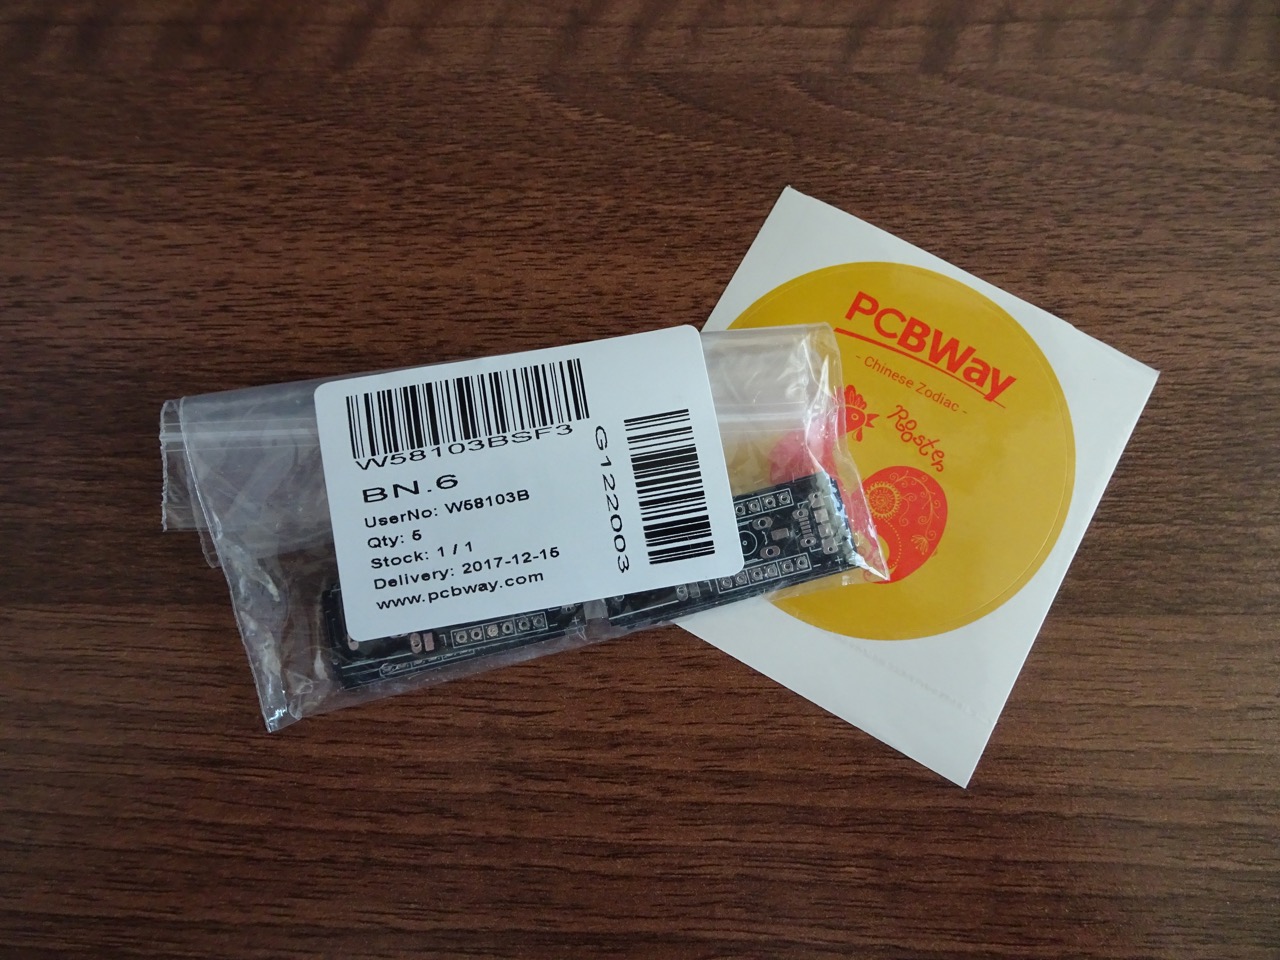 W58103BSF3
BN.6
UserNo: W58103B
Qty: 5
Stock: 1 / 1
Delivery: 2017-12-15
www.pcbway.com
G122003
PCBWay
- Chinese Zodiac -
Rooster